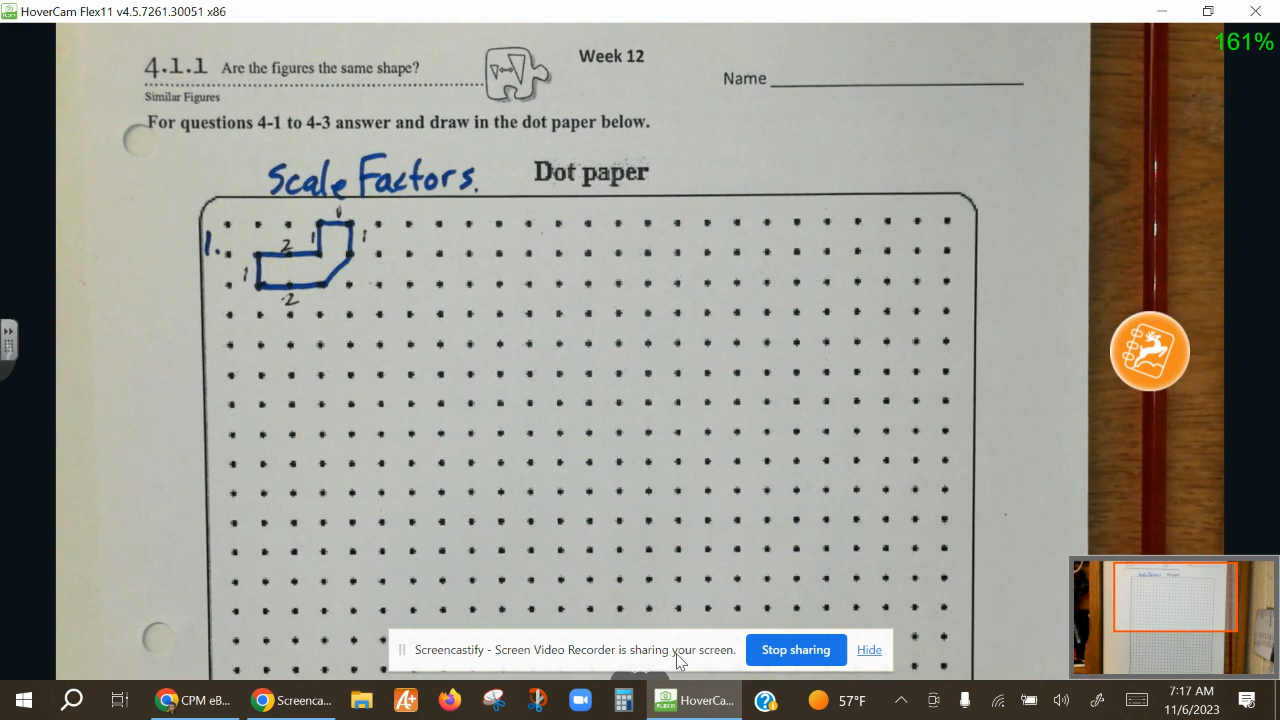 HoverCam Flex11 v4.5.7261.30051 x86
161%
4.1.1 Are the figures the same shape?
Week 12
Name
Similar Figures
For questions 4-1 to 4-3 answer and draw in the dot paper below.
Scale Factors.
Dot paper
1.
2
1
1
1
2
Screencastify - Screen Video Recorder is sharing your screen.
Stop sharing
Hide
CPM eB...
Screenca...
HoverCa...
57°F
7:17 AM
11/6/2023